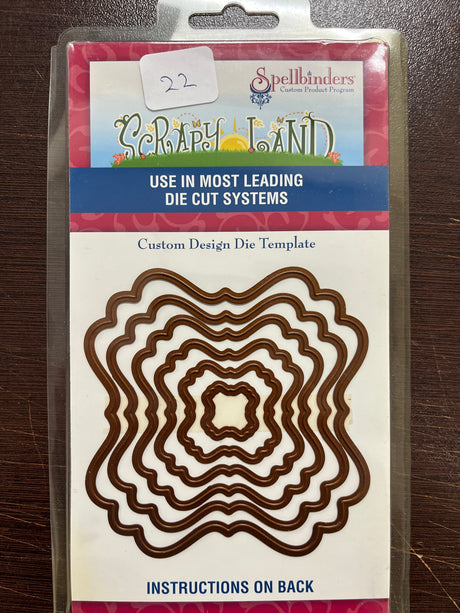 22
Spellbinders
Custom Product Program
SCRAPY LAND
USE IN MOST LEADING
DIE CUT SYSTEMS
Custom Design Die Template
INSTRUCTIONS ON BACK